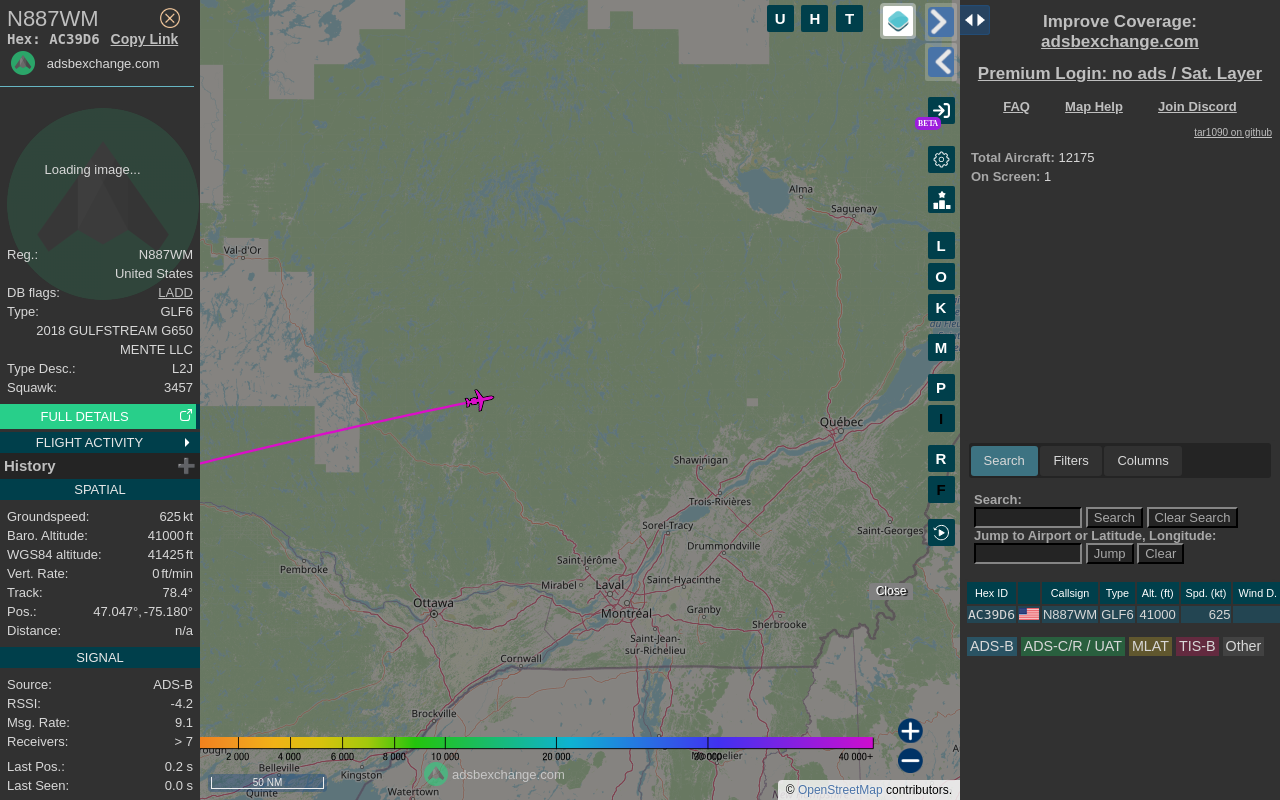 N887WM
Hex: AC39D6 Copy Link
adsbexchange.com
Loading image...
Reg.: N887WM
United States
DB flags: LADD
Type: GLF6
2018 GULFSTREAM G650
MENTE LLC
Type Desc.: L2J
Squawk: 3457
FULL DETAILS
FLIGHT ACTIVITY
History
SPATIAL
Groundspeed: 625 kt
Baro. Altitude: 41000 ft
WGS84 altitude: 41425 ft
Vert. Rate: 0 ft/min
Track: 78.4°
Pos.: 47.047°, -75.180°
Distance: n/a
SIGNAL
Source: ADS-B
RSSI: -4.2
Msg. Rate: 9.1
Receivers: > 7
Last Pos.: 0.2 s
Last Seen: 0.0 s
U H T
BETA
L
O
K
M
P
I
R
F
Alma
Saguenay
Val-d'Or
du Fleu
Québec
Shawinigan
Trois-Rivières
Sorel-Tracy
Saint-Georges
Drummondville
Saint-Jérôme
Pembroke
Mirabel
Laval
Saint-Hyacinthe
Close
Ottawa
Montréal
Granby
Sherbrooke
Saint-Jean-
sur-Richelieu
Cornwall
Brockville
2 000 4 000 6 000 8 000 10 000 20 000 30 000 40 000+
Belleville
Kingston
adsbexchange.com
50 NM
Quinte
Watertown
© OpenStreetMap contributors.
Improve Coverage:
adsbexchange.com
Premium Login: no ads / Sat. Layer
FAQ Map Help Join Discord
tar1090 on github
Total Aircraft: 12175
On Screen: 1
Search Filters Columns
Search:
Search Clear Search
Jump to Airport or Latitude, Longitude:
Jump Clear
Hex ID Callsign Type Alt. (ft) Spd. (kt) Wind D.
AC39D6 N887WM GLF6 41000 625
ADS-B ADS-C/R / UAT MLAT TIS-B Other